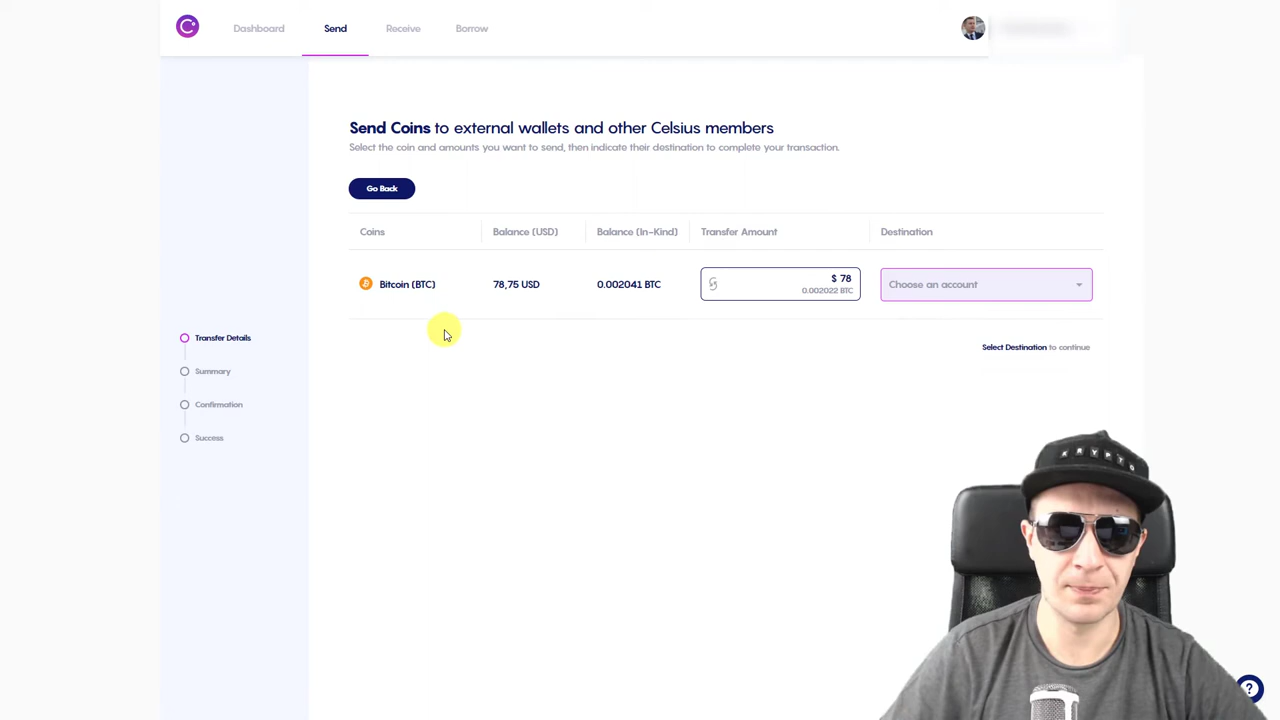 Dashboard
Send
Receive
Borrow
Send Coins to external wallets and other Celsius members
Select the coin and amounts you want to send, then indicate their destination to complete your transaction.
Go Back
Coins
Balance (USD)
Balance (In-Kind)
Transfer Amount
Destination
Bitcoin (BTC)
78,75 USD
0.002041 BTC
$ 78
0.002022 BTC
Choose an account
Select Destination to continue
Transfer Details
Summary
Confirmation
Success
KRYPTO
?